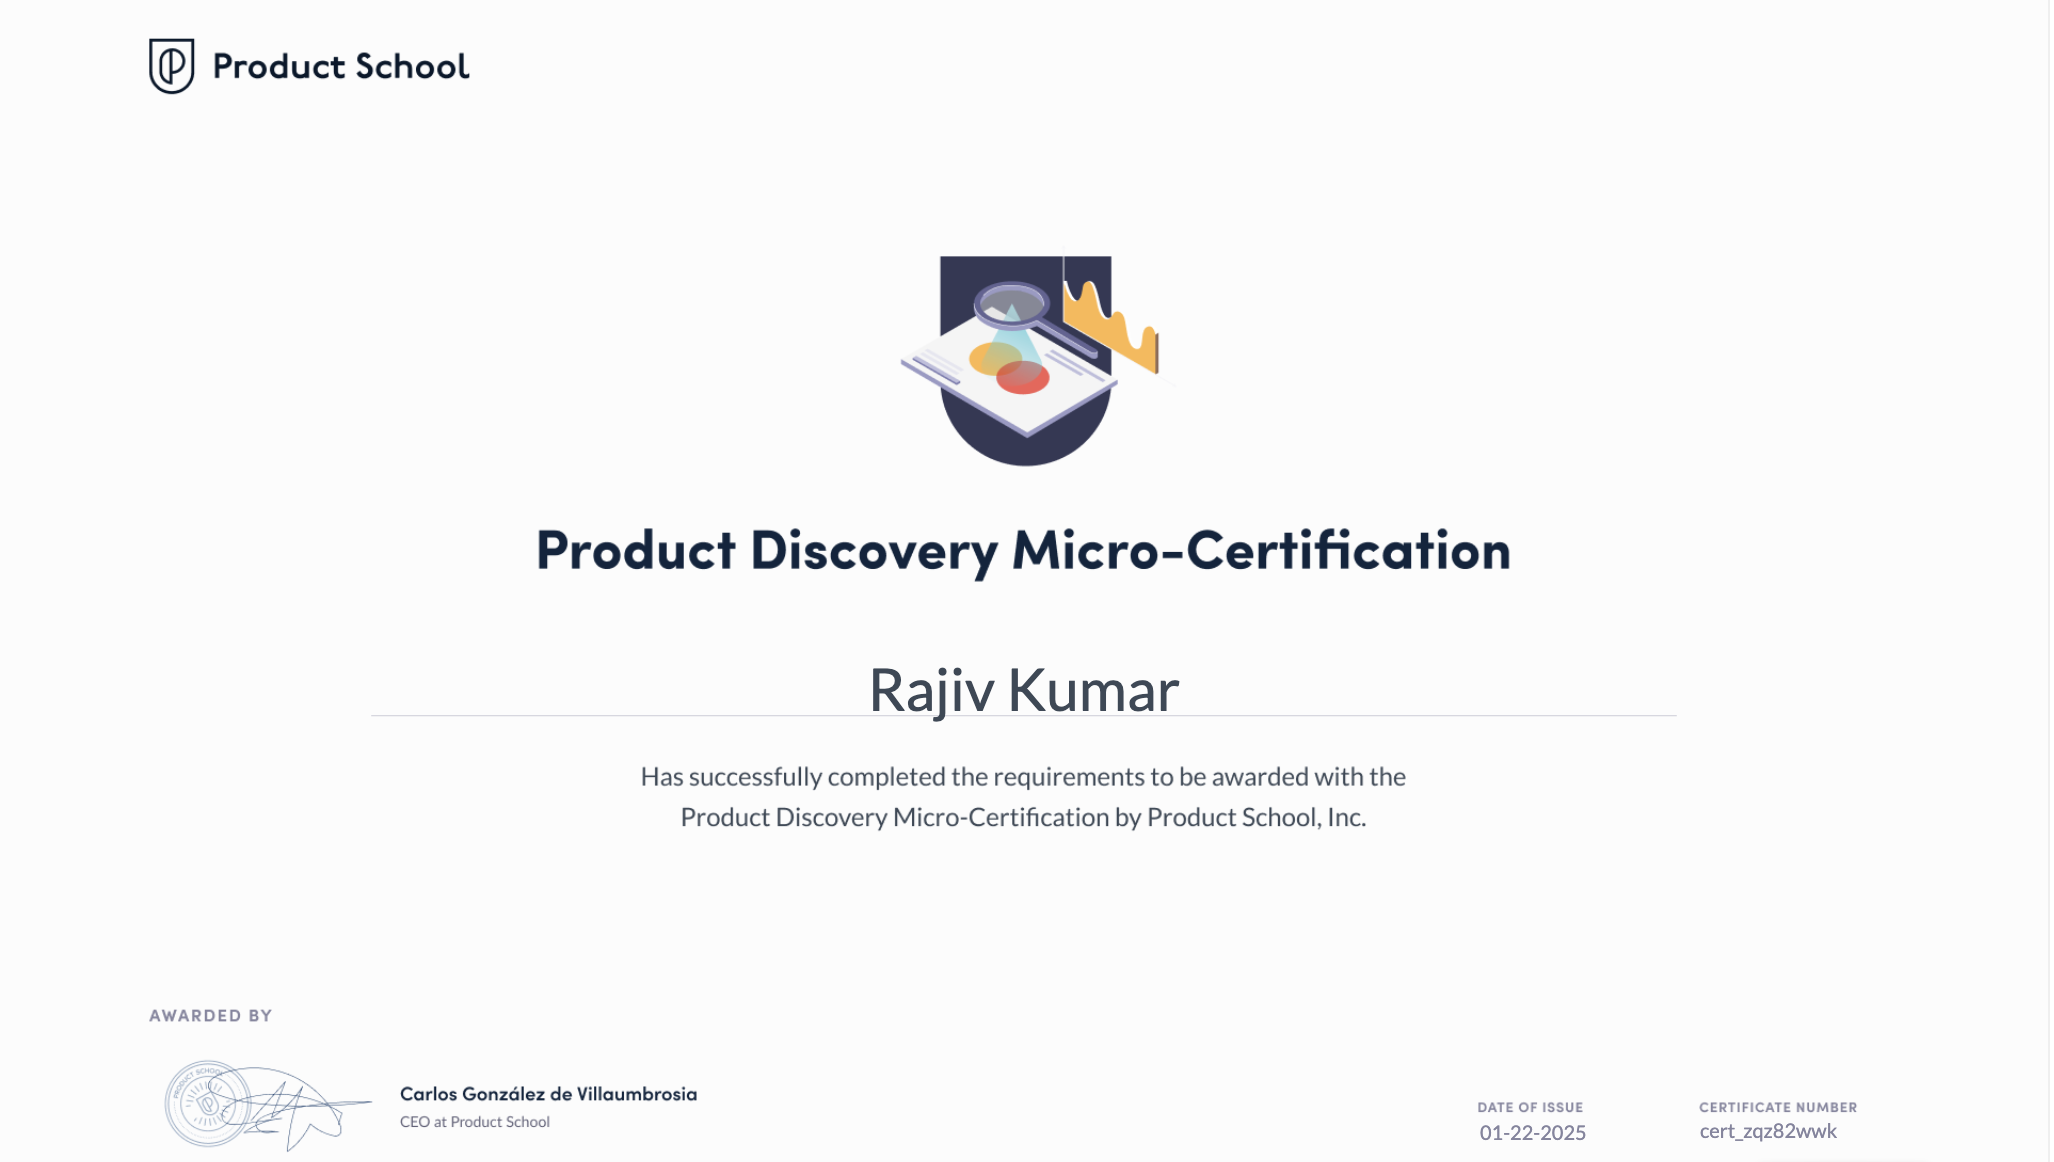 Product School
Product Discovery Micro-Certification
Rajiv Kumar
Has successfully completed the requirements to be awarded with the
Product Discovery Micro-Certification by Product School, Inc.
AWARDED BY
PRODUCT SCHOOL
Carlos González de Villaumbrosia
CEO at Product School
DATE OF ISSUE
01-22-2025
CERTIFICATE NUMBER
cert_zqz82wwk